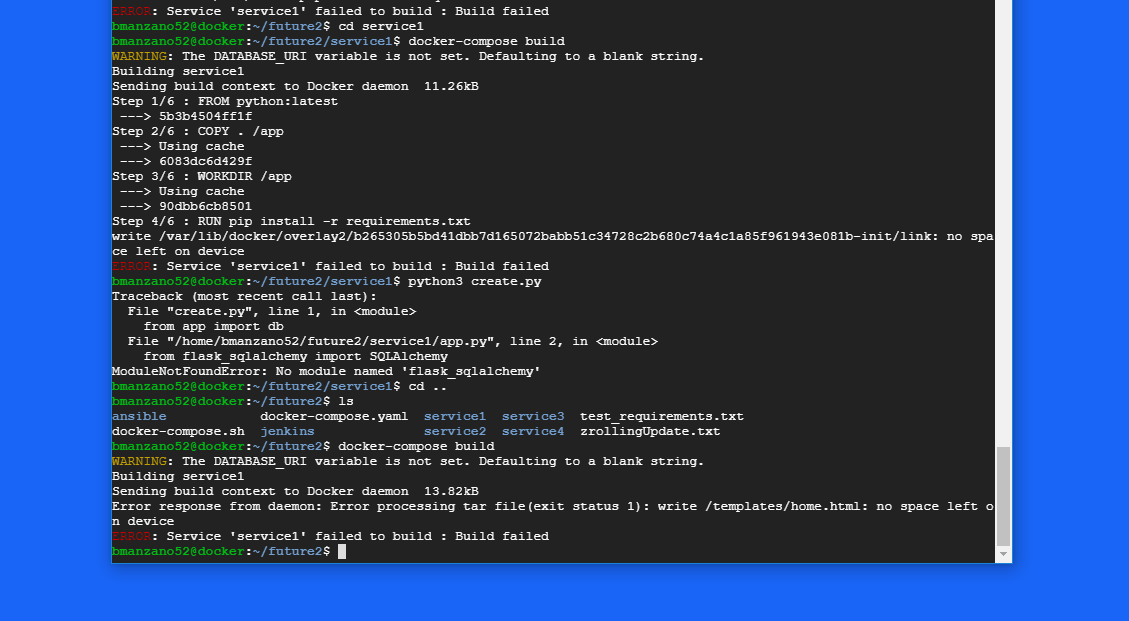 ERROR: Service 'service1' failed to build : Build failed
bmanzano52@docker:~/future2$ cd service1
bmanzano52@docker:~/future2/service1$ docker-compose build
WARNING: The DATABASE_URI variable is not set. Defaulting to a blank string.
Building service1
Sending build context to Docker daemon  11.26kB
Step 1/6 : FROM python:latest
 ---> 5b3b4504ff1f
Step 2/6 : COPY . /app
 ---> Using cache
 ---> 6083dc6d429f
Step 3/6 : WORKDIR /app
 ---> Using cache
 ---> 90dbb6cb8501
Step 4/6 : RUN pip install -r requirements.txt
write /var/lib/docker/overlay2/b265305b5bd41dbb7d165072babb51c34728c2b680c74a4c1a85f961943e081b-init/link: no spa
ce left on device
ERROR: Service 'service1' failed to build : Build failed
bmanzano52@docker:~/future2/service1$ python3 create.py
Traceback (most recent call last):
  File "create.py", line 1, in <module>
    from app import db
  File "/home/bmanzano52/future2/service1/app.py", line 2, in <module>
    from flask_sqlalchemy import SQLAlchemy
ModuleNotFoundError: No module named 'flask_sqlalchemy'
bmanzano52@docker:~/future2/service1$ cd ..
bmanzano52@docker:~/future2$ ls
ansible            docker-compose.yaml  service1  service3  test_requirements.txt
docker-compose.sh  jenkins              service2  service4  zrollingUpdate.txt
bmanzano52@docker:~/future2$ docker-compose build
WARNING: The DATABASE_URI variable is not set. Defaulting to a blank string.
Building service1
Sending build context to Docker daemon  13.82kB
Error response from daemon: Error processing tar file(exit status 1): write /templates/home.html: no space left o
n device
ERROR: Service 'service1' failed to build : Build failed
bmanzano52@docker:~/future2$